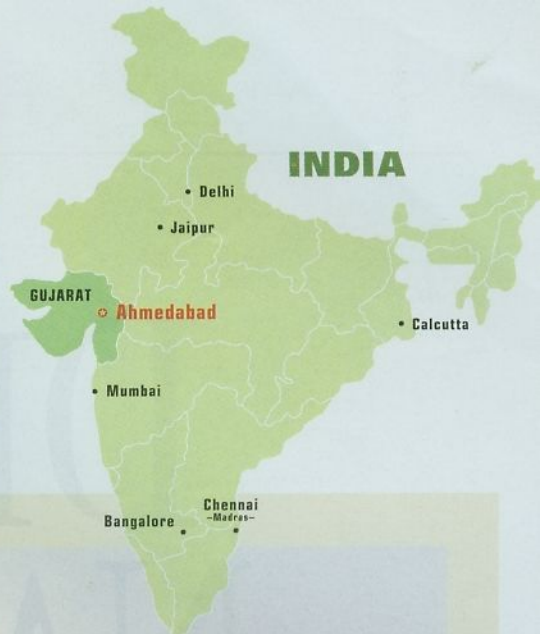 INDIA
Delhi
Jaipur
GUJARAT
Ahmedabad
Calcutta
Mumbai
Chennai
–Madras–
Bangalore